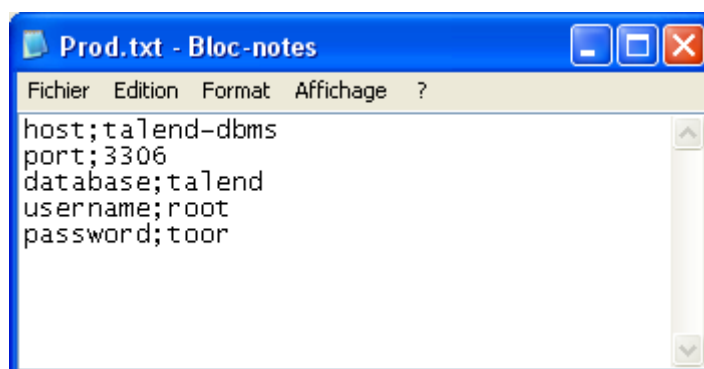 Prod.txt - Bloc-notes
Fichier Edition Format Affichage ?
host;talend-dbms
port;3306
database;talend
username;root
password;toor